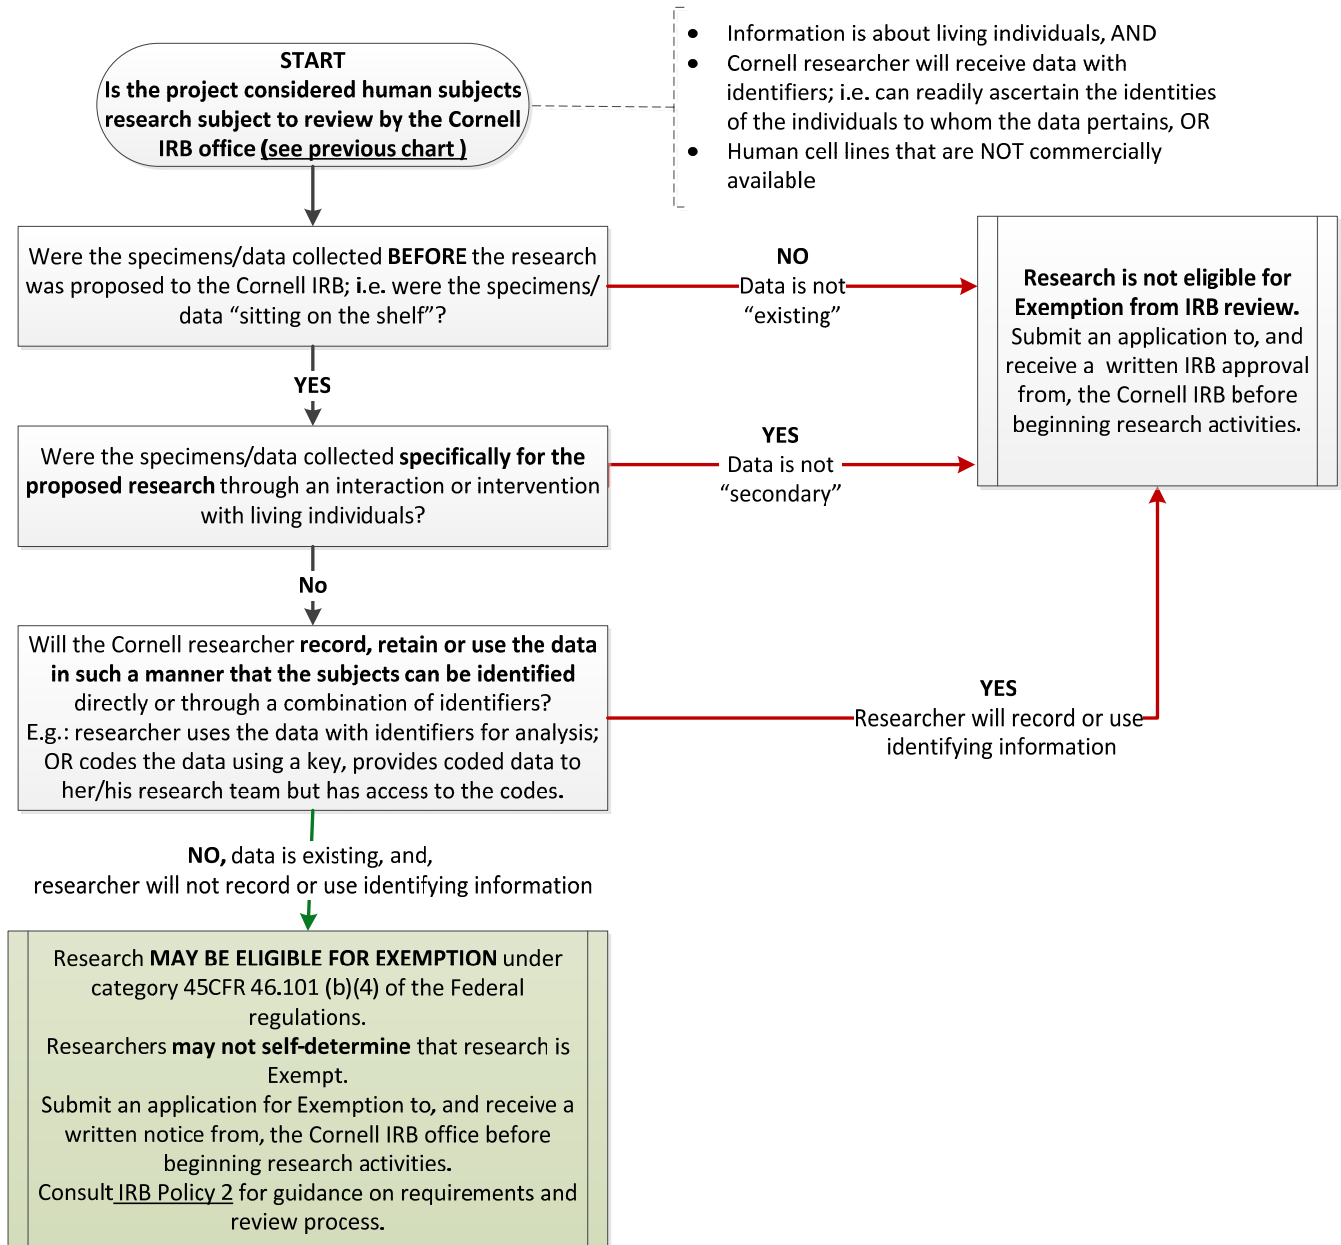 START
Is the project considered human subjects
research subject to review by the Cornell
IRB office (see previous chart )
● Information is about living individuals, AND
● Cornell researcher will receive data with
identifiers; i.e. can readily ascertain the identities
of the individuals to whom the data pertains, OR
● Human cell lines that are NOT commercially
available
Were the specimens/data collected BEFORE the research
was proposed to the Cornell IRB; i.e. were the specimens/
data “sitting on the shelf”?
NO
Data is not
“existing”
Research is not eligible for
Exemption from IRB review.
Submit an application to, and
receive a written IRB approval
from, the Cornell IRB before
beginning research activities.
YES
Were the specimens/data collected specifically for the
proposed research through an interaction or intervention
with living individuals?
YES
Data is not
“secondary”
No
Will the Cornell researcher record, retain or use the data
in such a manner that the subjects can be identified
directly or through a combination of identifiers?
E.g.: researcher uses the data with identifiers for analysis;
OR codes the data using a key, provides coded data to
her/his research team but has access to the codes.
YES
Researcher will record or use
identifying information
NO, data is existing, and,
researcher will not record or use identifying information
Research MAY BE ELIGIBLE FOR EXEMPTION under
category 45CFR 46.101 (b)(4) of the Federal
regulations.
Researchers may not self-determine that research is
Exempt.
Submit an application for Exemption to, and receive a
written notice from, the Cornell IRB office before
beginning research activities.
Consult IRB Policy 2 for guidance on requirements and
review process.